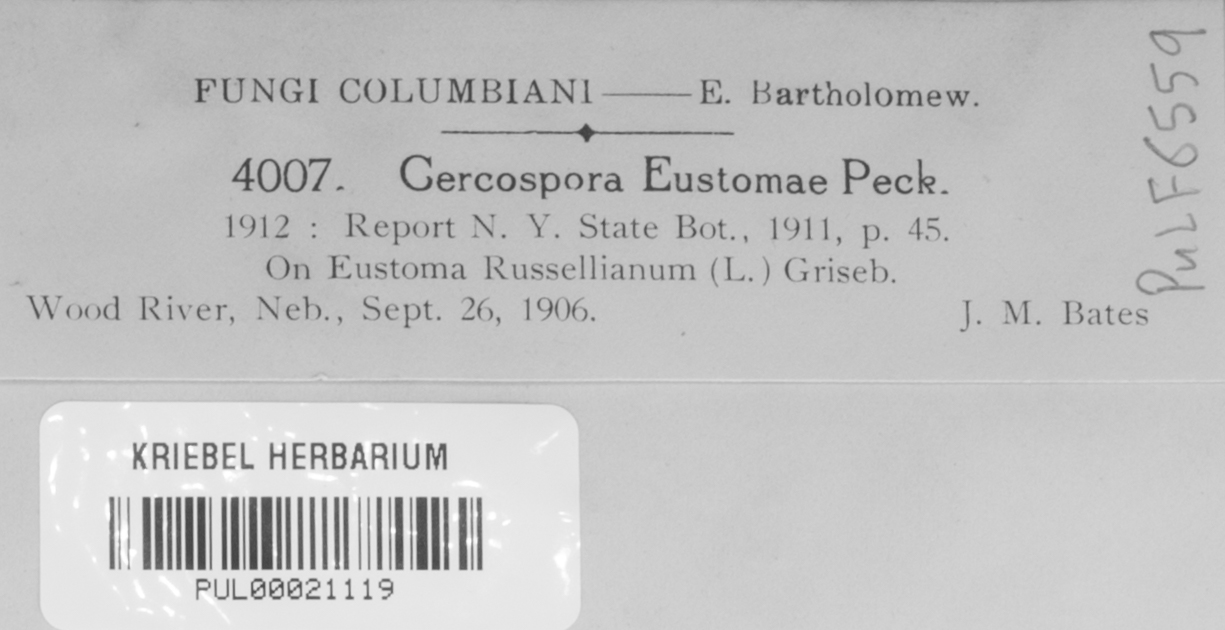 FUNGI COLUMBIANI —— E. Bartholomew.
4007. Cercospora Eustomae Peck.
1912 : Report N. Y. State Bot., 1911, p. 45.
On Eustoma Russellianum (L.) Griseb.
Wood River, Neb., Sept. 26, 1906. J. M. Bates
PuLF6559
KRIEBEL HERBARIUM
PUL00021119